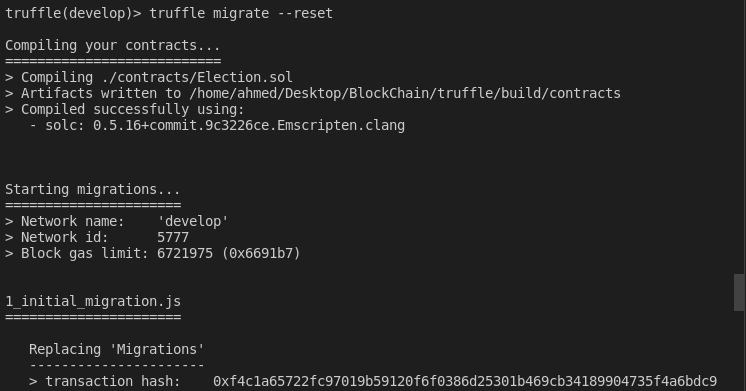 truffle(develop)> truffle migrate --reset
Compiling your contracts...
===========================
> Compiling ./contracts/Election.sol
> Artifacts written to /home/ahmed/Desktop/BlockChain/truffle/build/contracts
> Compiled successfully using:
   - solc: 0.5.16+commit.9c3226ce.Emscripten.clang
Starting migrations...
======================
> Network name:    'develop'
> Network id:      5777
> Block gas limit: 6721975 (0x6691b7)
1_initial_migration.js
======================
   Replacing 'Migrations'
   ----------------------
   > transaction hash:    0xf4c1a65722fc97019b59120f6f0386d25301b469cb34189904735f4a6bdc9